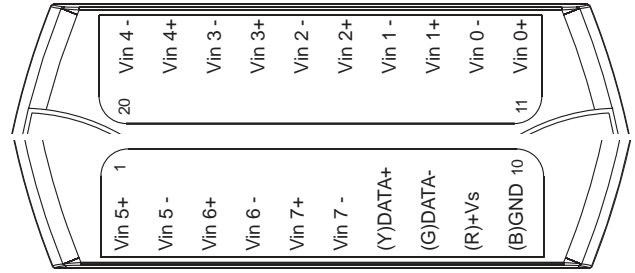 Vin 4 -
Vin 4+
Vin 3 -
Vin 3+
Vin 2 -
Vin 2+
Vin 1 -
Vin 1+
Vin 0 -
Vin 0+
20
11
1
10
Vin 5+
Vin 5 -
Vin 6+
Vin 6 -
Vin 7+
Vin 7 -
(Y)DATA+
(G)DATA-
(R)+Vs
(B)GND